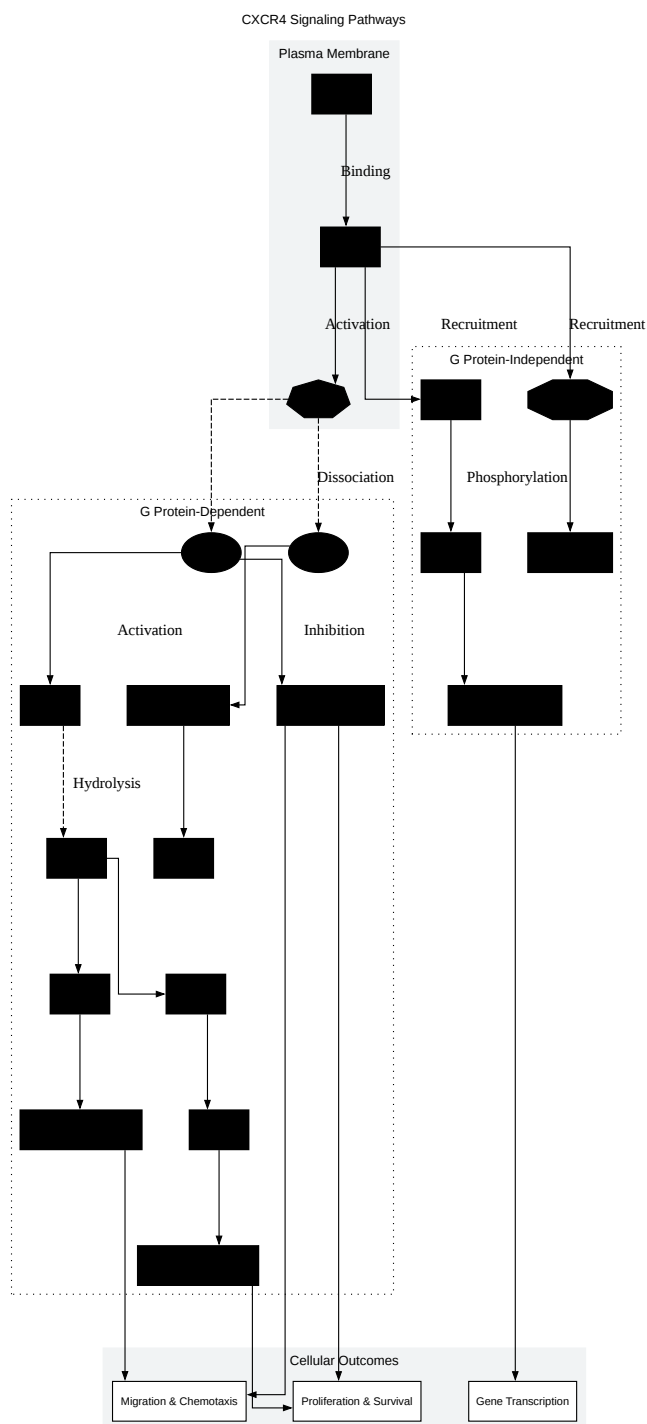 CXCR4 Signaling Pathways
Plasma Membrane
Binding
Activation
Recruitment
Recruitment
G Protein-Independent
Dissociation
Phosphorylation
G Protein-Dependent
Activation
Inhibition
Hydrolysis
Cellular Outcomes
Migration & Chemotaxis
Proliferation & Survival
Gene Transcription